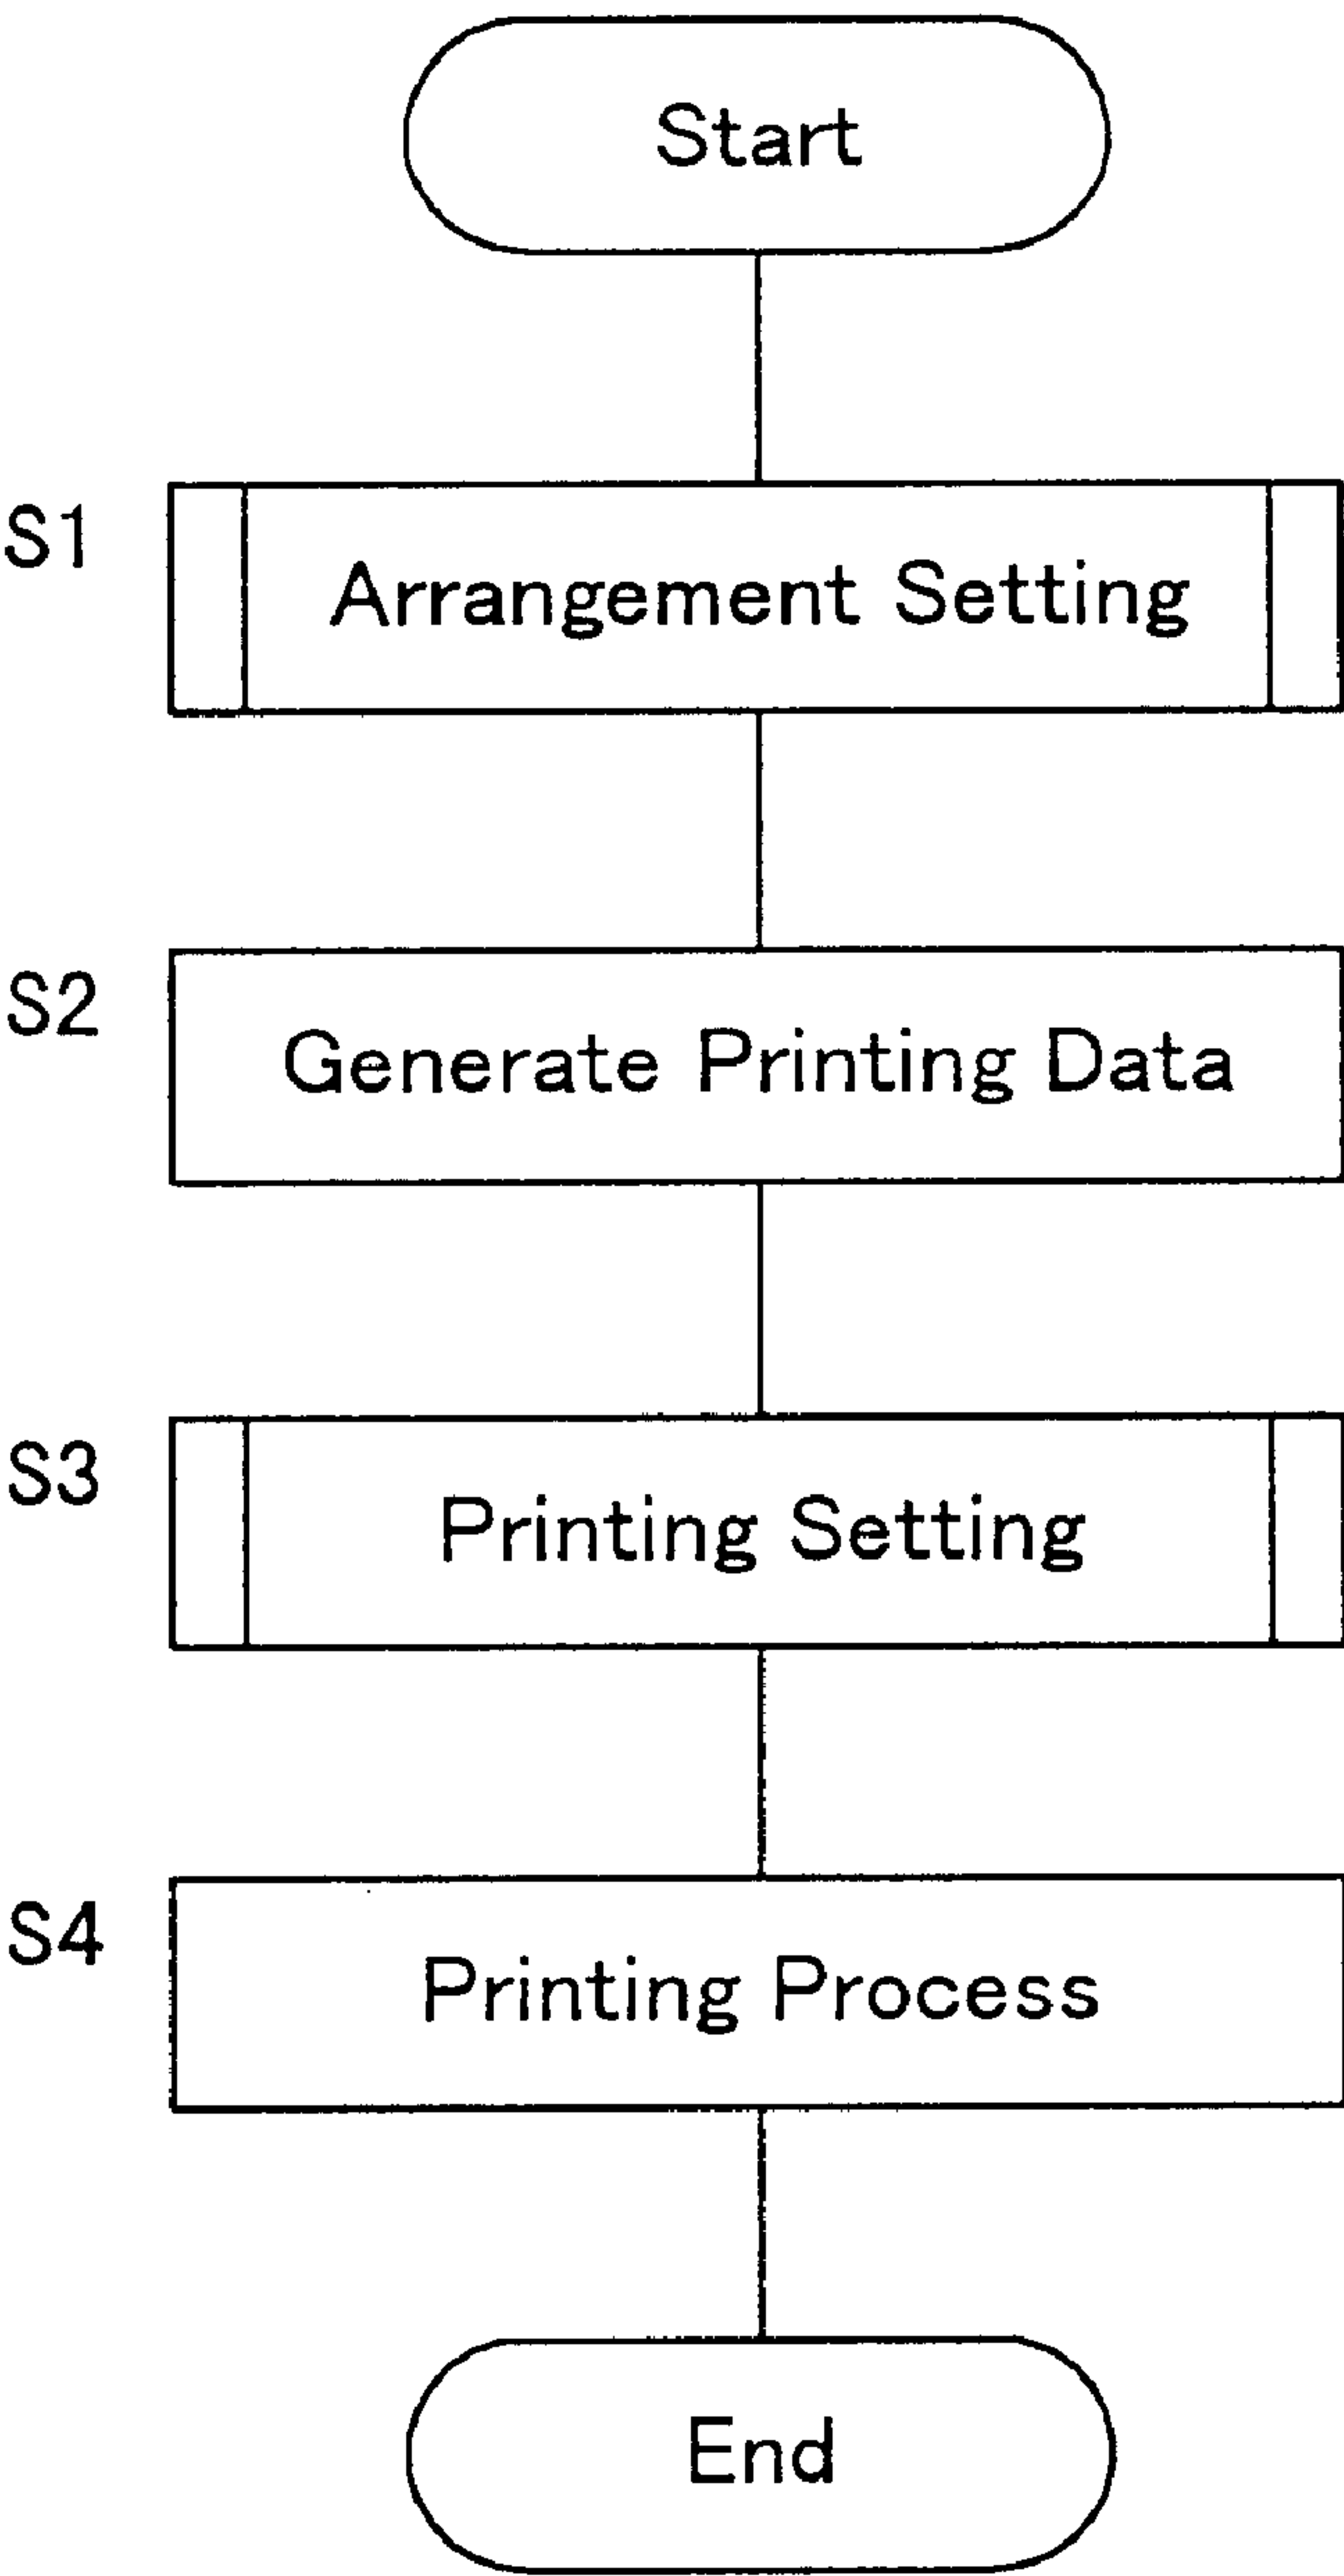 Start
S1
Arrangement Setting
S2
Generate Printing Data
S3
Printing Setting
S4
Printing Process
End